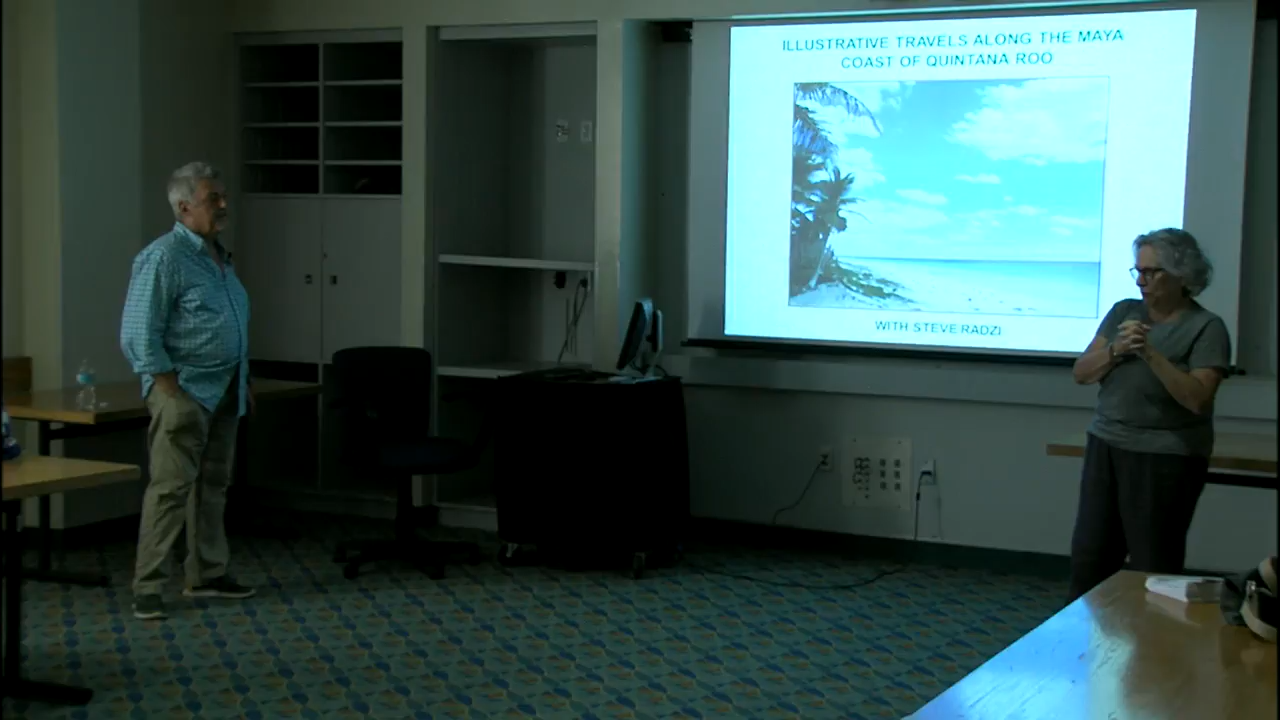 ILLUSTRATIVE TRAVELS ALONG THE MAYA
COAST OF QUINTANA ROO
WITH STEVE RADZI